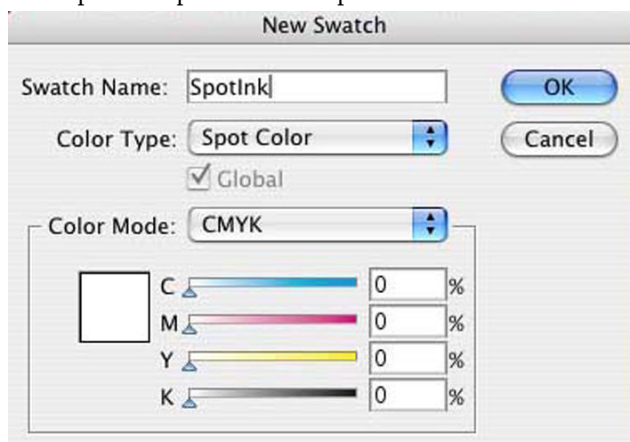 New Swatch
Swatch Name: SpotInk OK
Color Type: Spot Color Cancel
Global
Color Mode: CMYK
C 0 %
M 0 %
Y 0 %
K 0 %